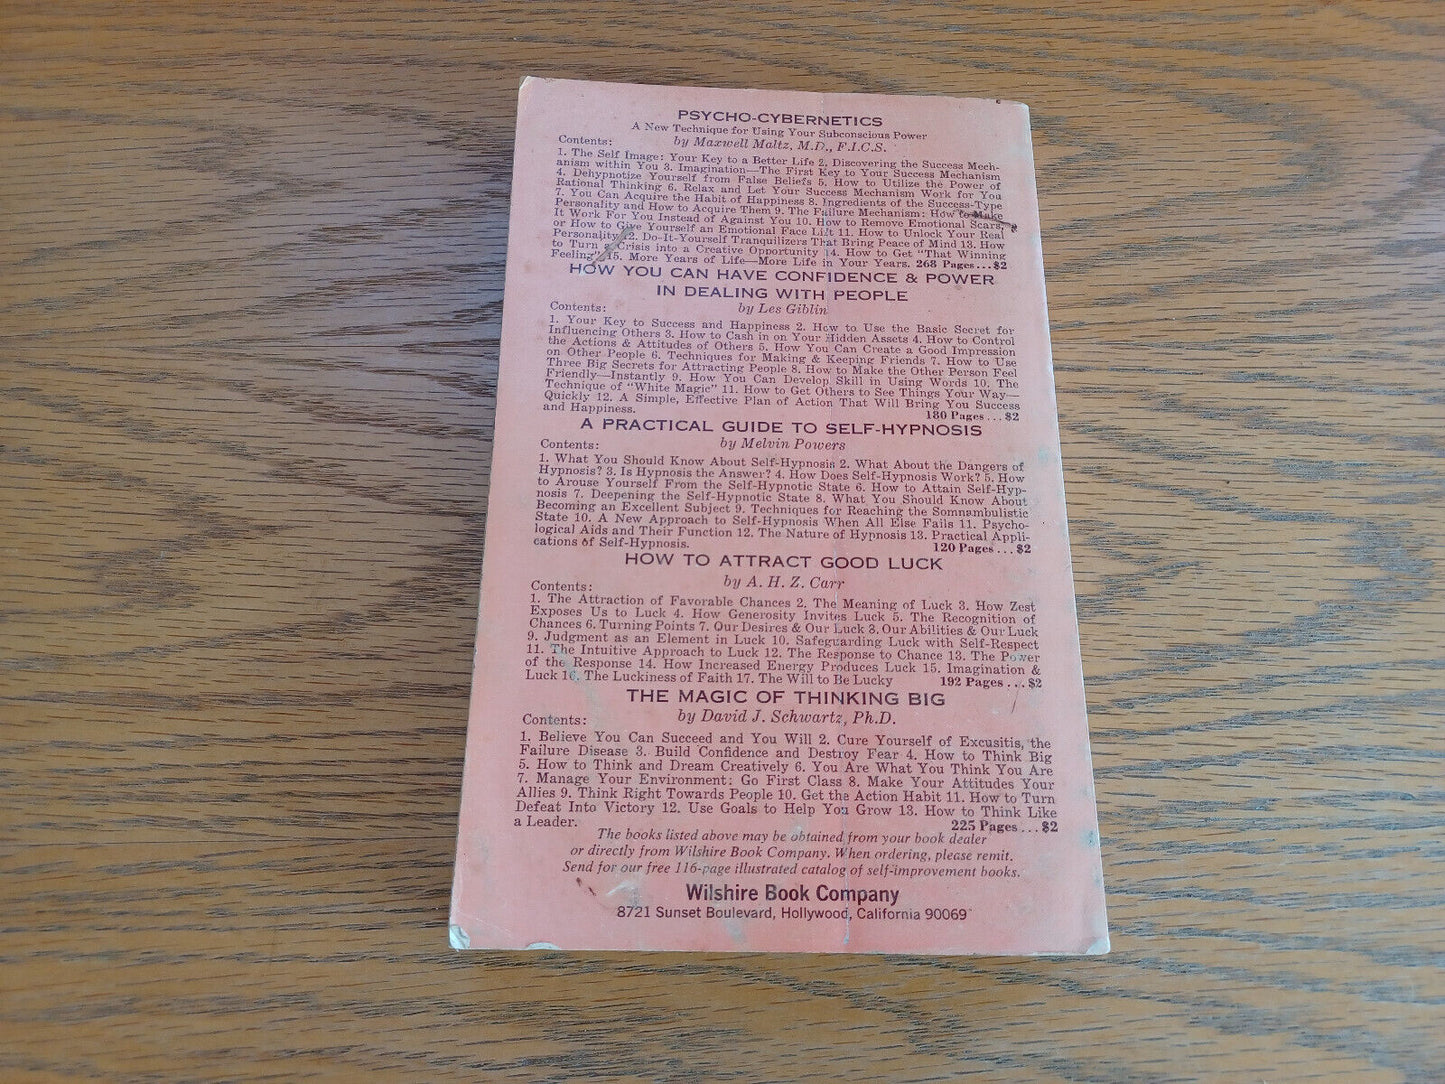 PSYCHO-CYBERNETICS
A New Technique for Using Your Subconscious Power
Contents: by Maxwell Maltz, M.D., F.I.C.S.
1. The Self Image: Your Key to a Better Life 2. Discovering the Success Mech-
anism within You 3. Imagination—The First Key to Your Success Mechanism
4. Dehypnotize Yourself from False Beliefs 5. How to Utilize the Power of
Rational Thinking 6. Relax and Let Your Success Mechanism Work for You
7. You Can Acquire the Habit of Happiness 8. Ingredients of the Success-Type
Personality and How to Acquire Them 9. The Failure Mechanism: How to Make
It Work For You Instead of Against You 10. How to Remove Emotional Scars,
or How to Give Yourself an Emotional Face Lift 11. How to Unlock Your Real
Personality 12. Do-It-Yourself Tranquilizers That Bring Peace of Mind 13. How
to Turn a Crisis into a Creative Opportunity 14. How to Get "That Winning
Feeling" 15. More Years of Life—More Life in Your Years. 268 Pages...$2
HOW YOU CAN HAVE CONFIDENCE & POWER
IN DEALING WITH PEOPLE
Contents: by Les Giblin
1. Your Key to Success and Happiness 2. How to Use the Basic Secret for
Influencing Others 3. How to Cash in on Your Hidden Assets 4. How to Control
the Actions & Attitudes of Others 5. How You Can Create a Good Impression
on Other People 6. Techniques for Making & Keeping Friends 7. How to Use
Three Big Secrets for Attracting People 8. How to Make the Other Person Feel
Friendly—Instantly 9. How You Can Develop Skill in Using Words 10. The
Technique of "White Magic" 11. How to Get Others to See Things Your Way—
Quickly 12. A Simple, Effective Plan of Action That Will Bring You Success
and Happiness. 180 Pages...$2
A PRACTICAL GUIDE TO SELF-HYPNOSIS
Contents: by Melvin Powers
1. What You Should Know About Self-Hypnosis 2. What About the Dangers of
Hypnosis? 3. Is Hypnosis the Answer? 4. How Does Self-Hypnosis Work? 5. How
to Arouse Yourself From the Self-Hypnotic State 6. How to Attain Self-Hyp-
nosis 7. Deepening the Self-Hypnotic State 8. What You Should Know About
Becoming an Excellent Subject 9. Techniques for Reaching the Somnambulistic
State 10. A New Approach to Self-Hypnosis When All Else Fails 11. Psycho-
logical Aids and Their Function 12. The Nature of Hypnosis 13. Practical Appli-
cations of Self-Hypnosis. 120 Pages...$2
HOW TO ATTRACT GOOD LUCK
Contents: by A. H. Z. Carr
1. The Attraction of Favorable Chances 2. The Meaning of Luck 3. How Zest
Exposes Us to Luck 4. How Generosity Invites Luck 5. The Recognition of
Chances 6. Turning Points 7. Our Desires & Our Luck 8. Our Abilities & Our Luck
9. Judgment as an Element in Luck 10. Safeguarding Luck with Self-Respect
11. The Intuitive Approach to Luck 12. The Response to Chance 13. The Power
of the Response 14. How Increased Energy Produces Luck 15. Imagination &
Luck 16. The Luckiness of Faith 17. The Will to Be Lucky 192 Pages...$2
THE MAGIC OF THINKING BIG
Contents: by David J. Schwartz, Ph.D.
1. Believe You Can Succeed and You Will 2. Cure Yourself of Excusitis, the
Failure Disease 3. Build Confidence and Destroy Fear 4. How to Think Big
5. How to Think and Dream Creatively 6. You Are What You Think You Are
7. Manage Your Environment: Go First Class 8. Make Your Attitudes Your
Allies 9. Think Right Towards People 10. Get the Action Habit 11. How to Turn
Defeat Into Victory 12. Use Goals to Help You Grow 13. How to Think Like
a Leader. 225 Pages...$2
The books listed above may be obtained from your book dealer
or directly from Wilshire Book Company. When ordering, please remit.
Send for our free 116-page illustrated catalog of self-improvement books.
Wilshire Book Company
8721 Sunset Boulevard, Hollywood, California 90069